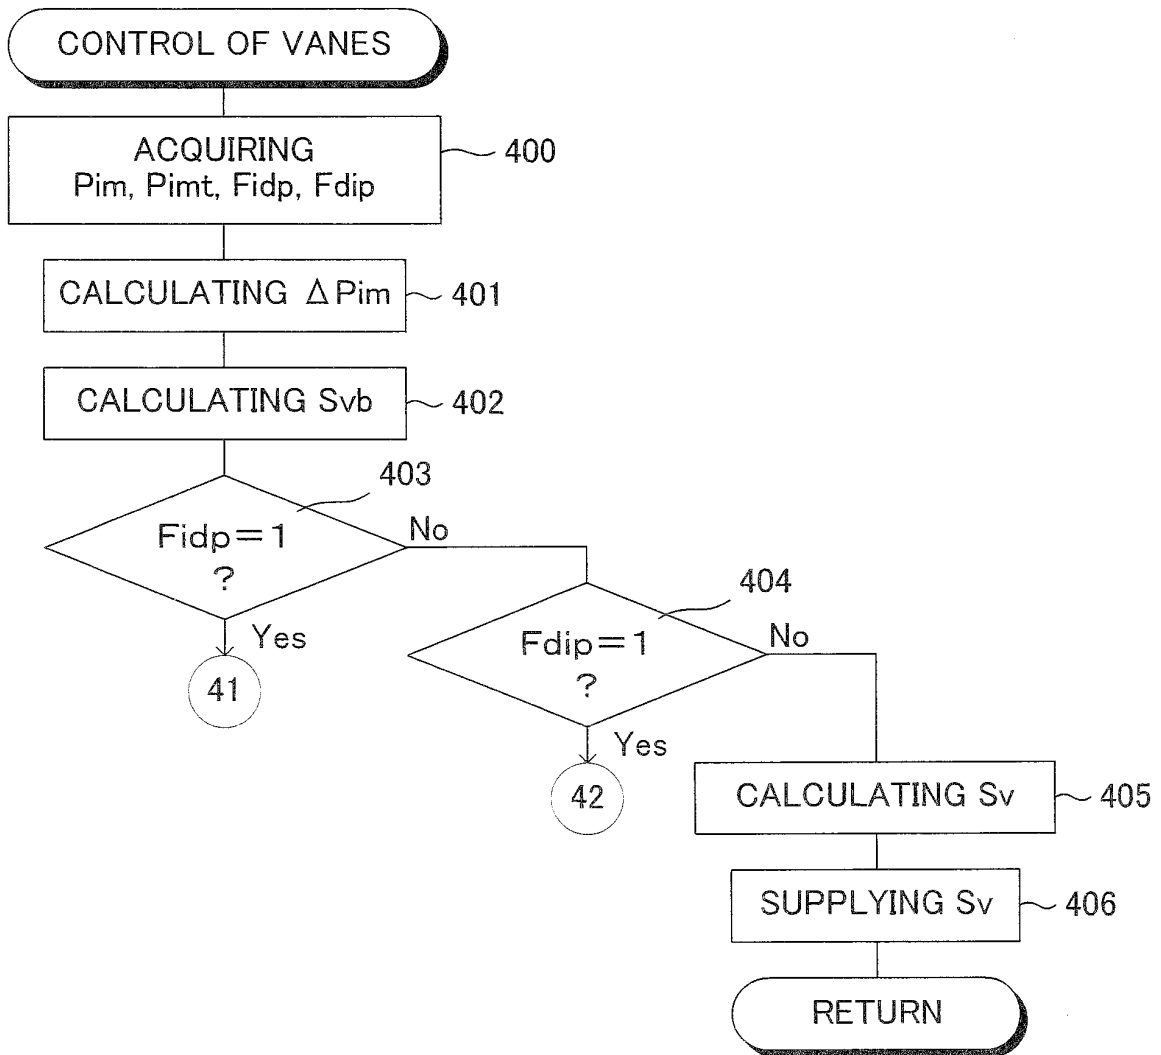 CONTROL OF VANES
ACQUIRING
Pim, Pimt, Fidp, Fdip
400
CALCULATING ΔPim
401
CALCULATING Svb
402
403
Fidp=1
?
No
Yes
41
404
Fdip=1
?
No
Yes
42
CALCULATING Sv
405
SUPPLYING Sv
406
RETURN